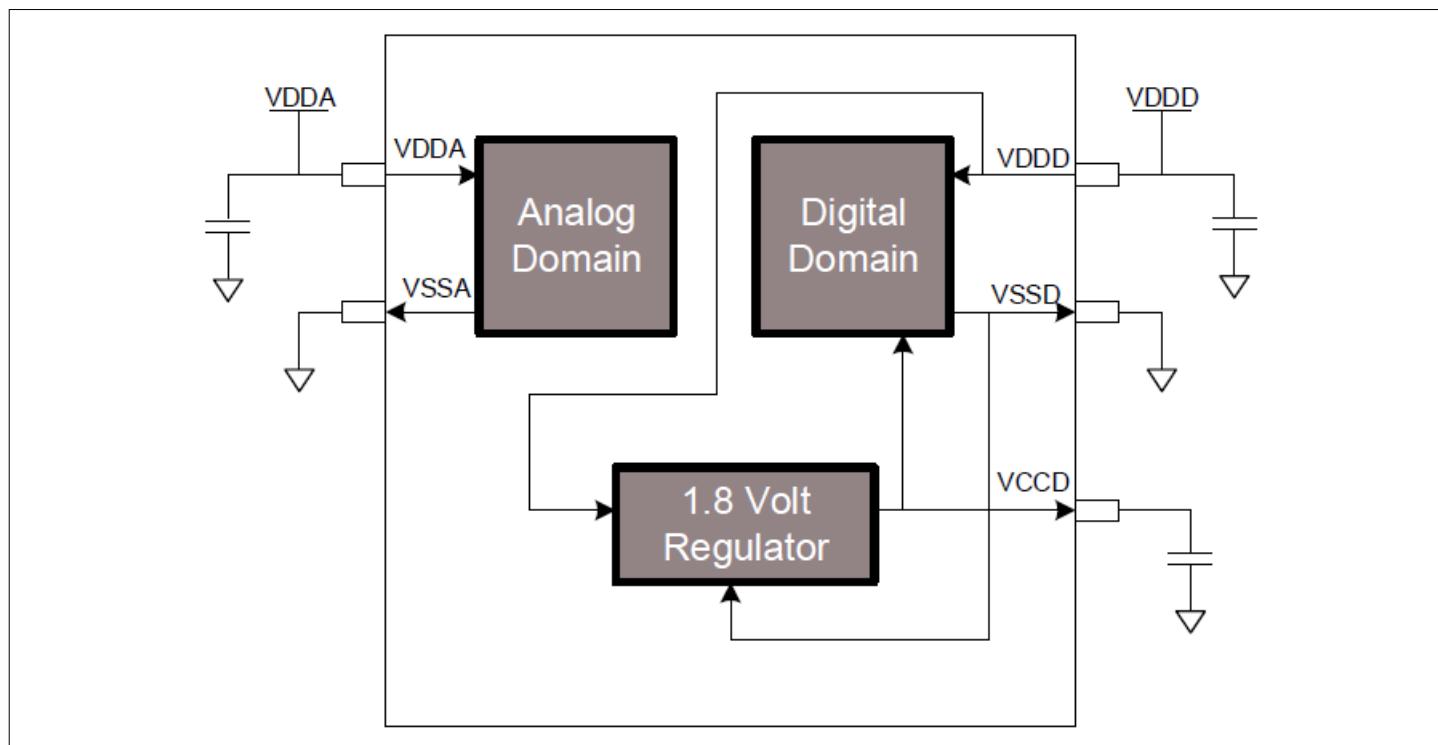 VDDA
VDDD
VDDA
VDDD
Analog
Domain
Digital
Domain
VSSA
VSSD
1.8 Volt
Regulator
VCCD